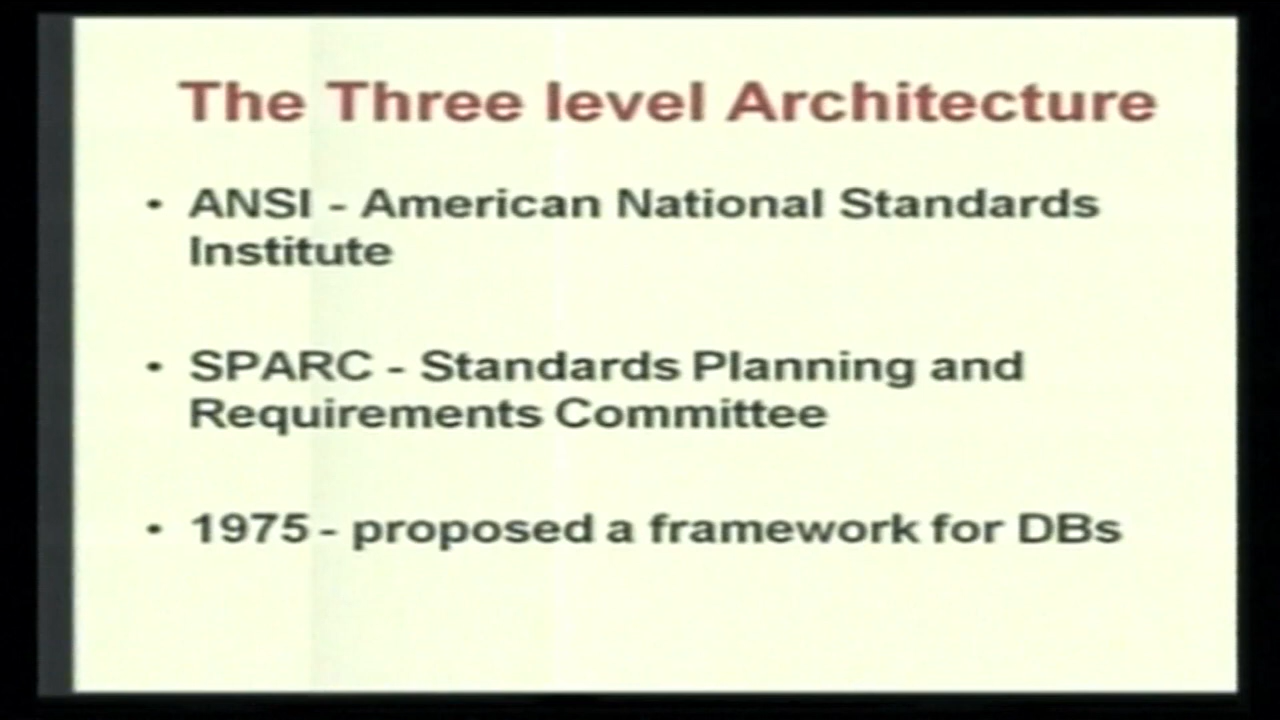 The Three level Architecture
• ANSI - American National Standards
Institute
• SPARC - Standards Planning and
Requirements Committee
• 1975 - proposed a framework for DBs